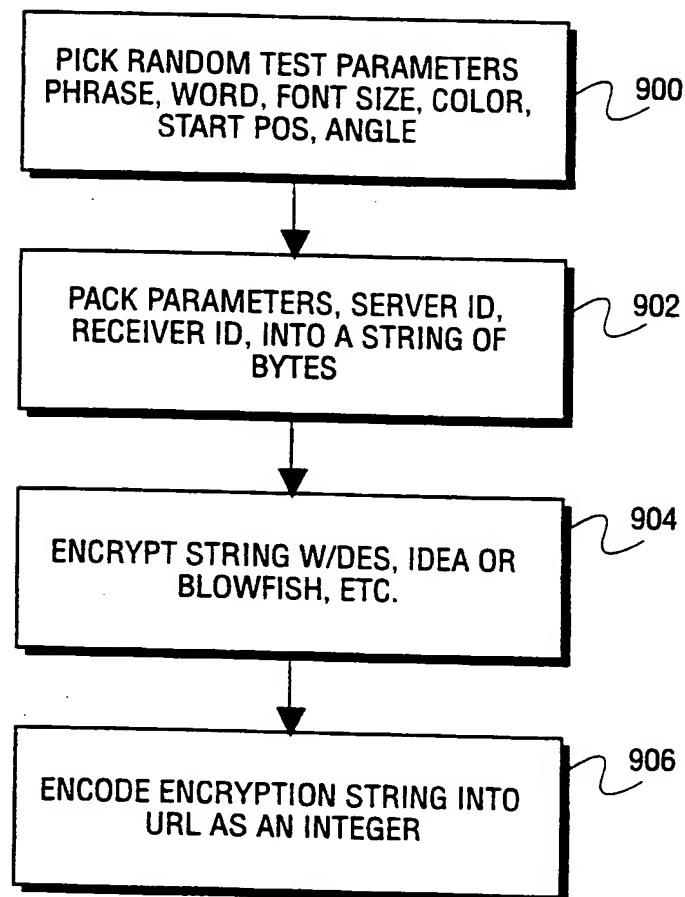 PICK RANDOM TEST PARAMETERS
PHRASE, WORD, FONT SIZE, COLOR,
START POS, ANGLE
900
PACK PARAMETERS, SERVER ID,
RECEIVER ID, INTO A STRING OF
BYTES
902
ENCRYPT STRING W/DES, IDEA OR
BLOWFISH, ETC.
904
ENCODE ENCRYPTION STRING INTO
URL AS AN INTEGER
906